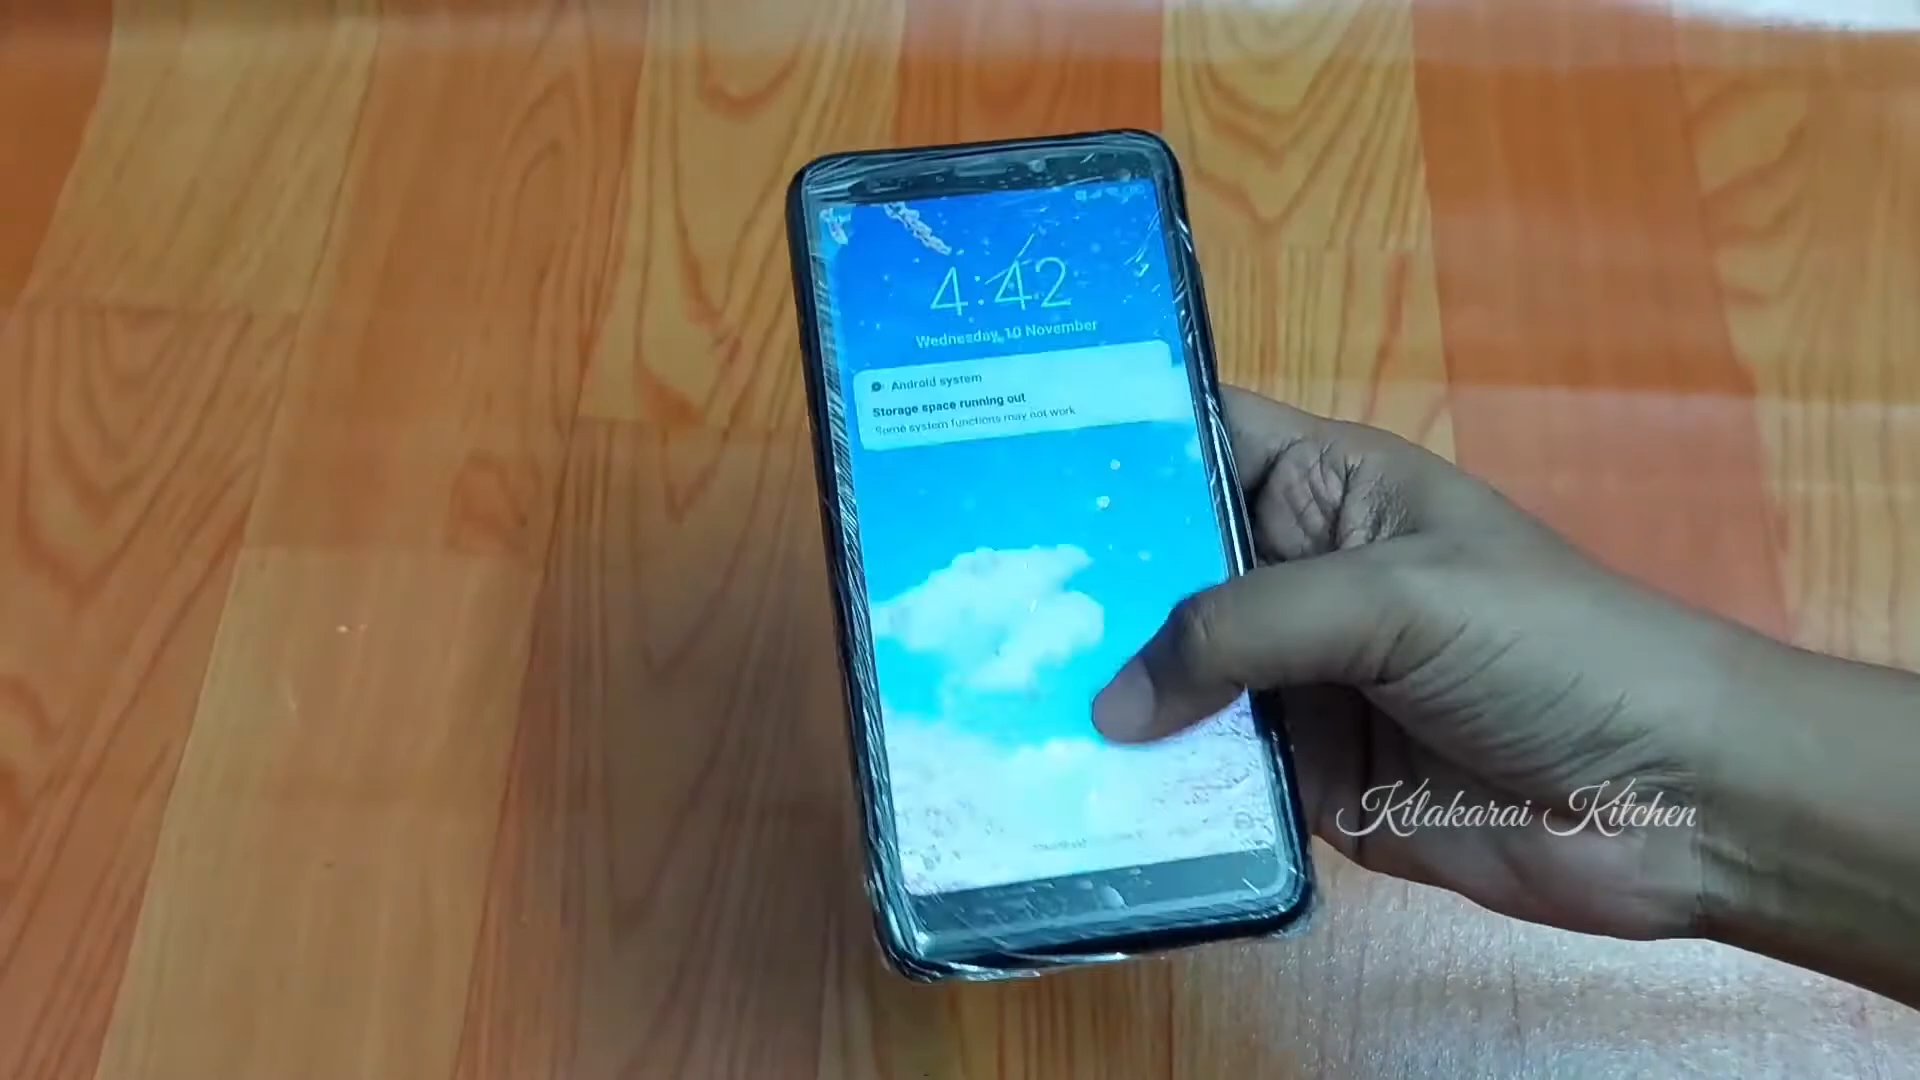 4:42
Wednesday, 10 November
Android system
Storage space running out
Some system functions may not work
Kilakarai Kitchen